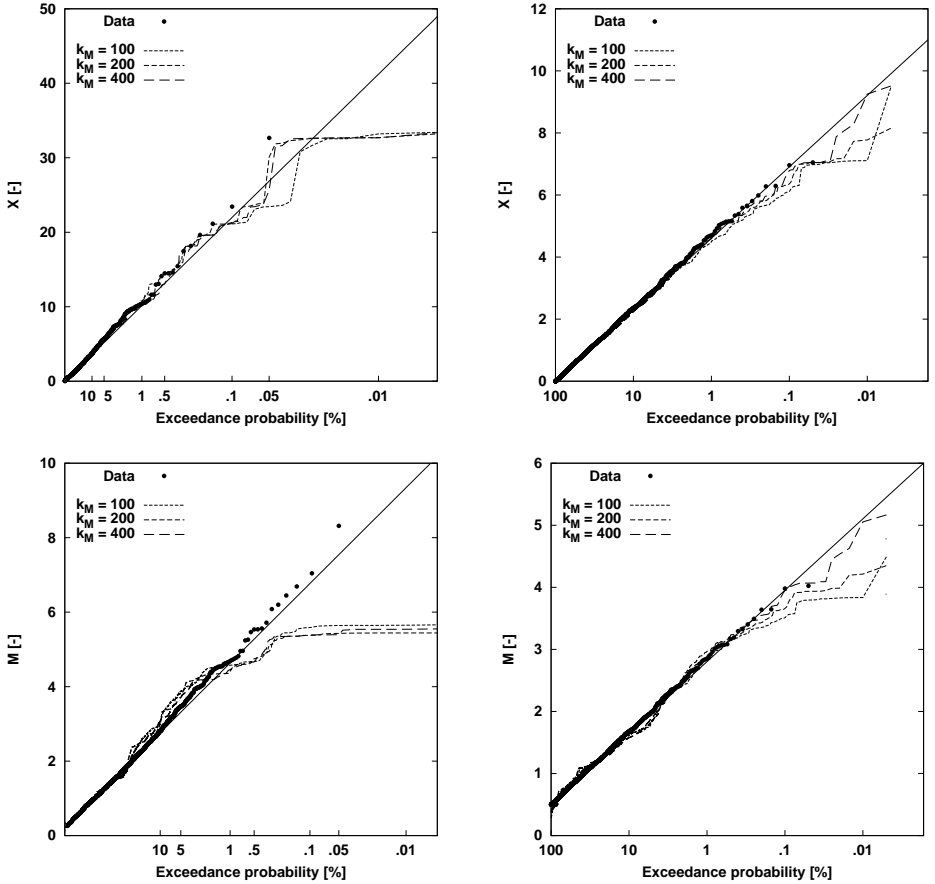 50
40
30
20
10
0
X [-]
Data
k_M = 100
k_M = 200
k_M = 400
10 5 1 .5 .1 .05 .01
Exceedance probability [%]
12
10
8
6
4
2
0
X [-]
Data
k_M = 100
k_M = 200
k_M = 400
100 10 1 .1 .01
Exceedance probability [%]
10
8
6
4
2
0
M [-]
Data
k_M = 100
k_M = 200
k_M = 400
10 5 1 .5 .1 .05 .01
Exceedance probability [%]
6
5
4
3
2
1
0
M [-]
Data
k_M = 100
k_M = 200
k_M = 400
100 10 1 .1 .01
Exceedance probability [%]